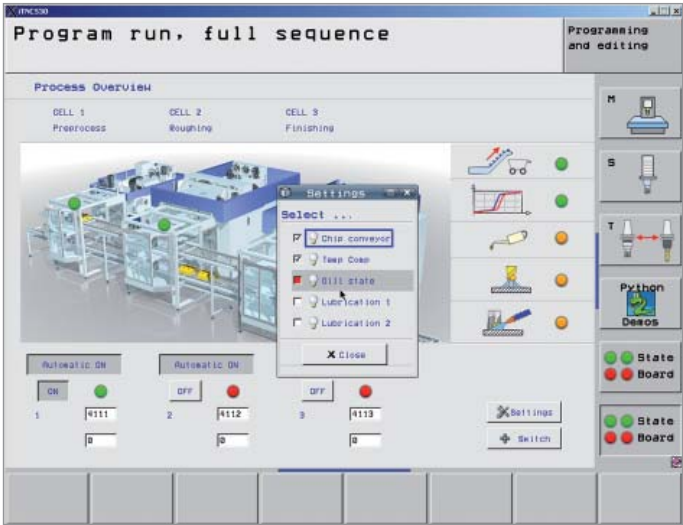 iTNC530
Program run, full sequence
Programming
and editing
Process Overview
CELL 1
Preprocess
CELL 2
Roughing
CELL 3
Finishing
Settings
Select ...
Chip conveyor
Temp Comp
Oil1 state
Lubrication 1
Lubrication 2
Close
Automatic ON
Automatic ON
ON
OFF
OFF
1
4111
2
4112
3
4113
0
0
0
Settings
Switch
M
S
T
Python
Demos
State
Board
State
Board